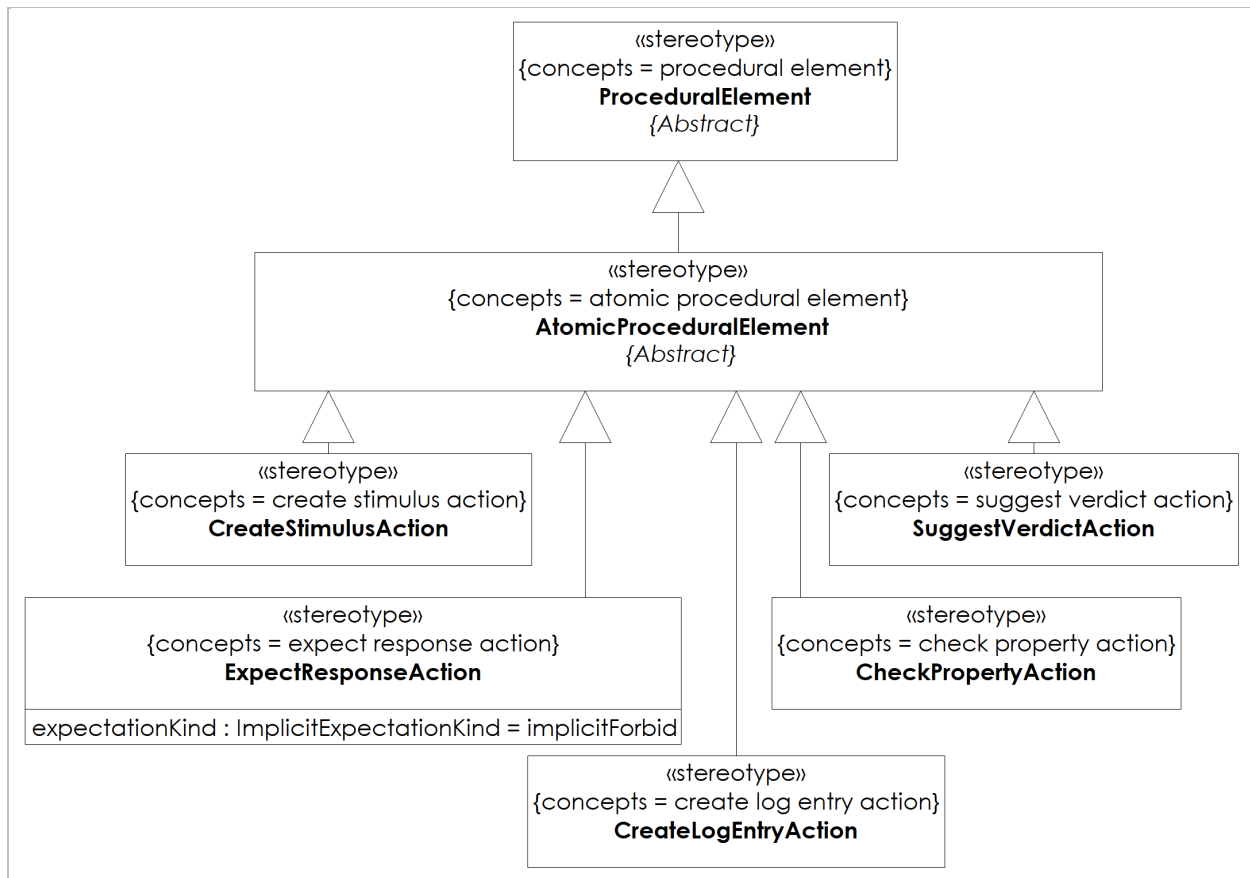 «stereotype»
{concepts = procedural element}
ProceduralElement
{Abstract}
«stereotype»
{concepts = atomic procedural element}
AtomicProceduralElement
{Abstract}
«stereotype»
{concepts = create stimulus action}
CreateStimulusAction
«stereotype»
{concepts = suggest verdict action}
SuggestVerdictAction
«stereotype»
{concepts = expect response action}
ExpectResponseAction
expectationKind : ImplicitExpectationKind = implicitForbid
«stereotype»
{concepts = check property action}
CheckPropertyAction
«stereotype»
{concepts = create log entry action}
CreateLogEntryAction